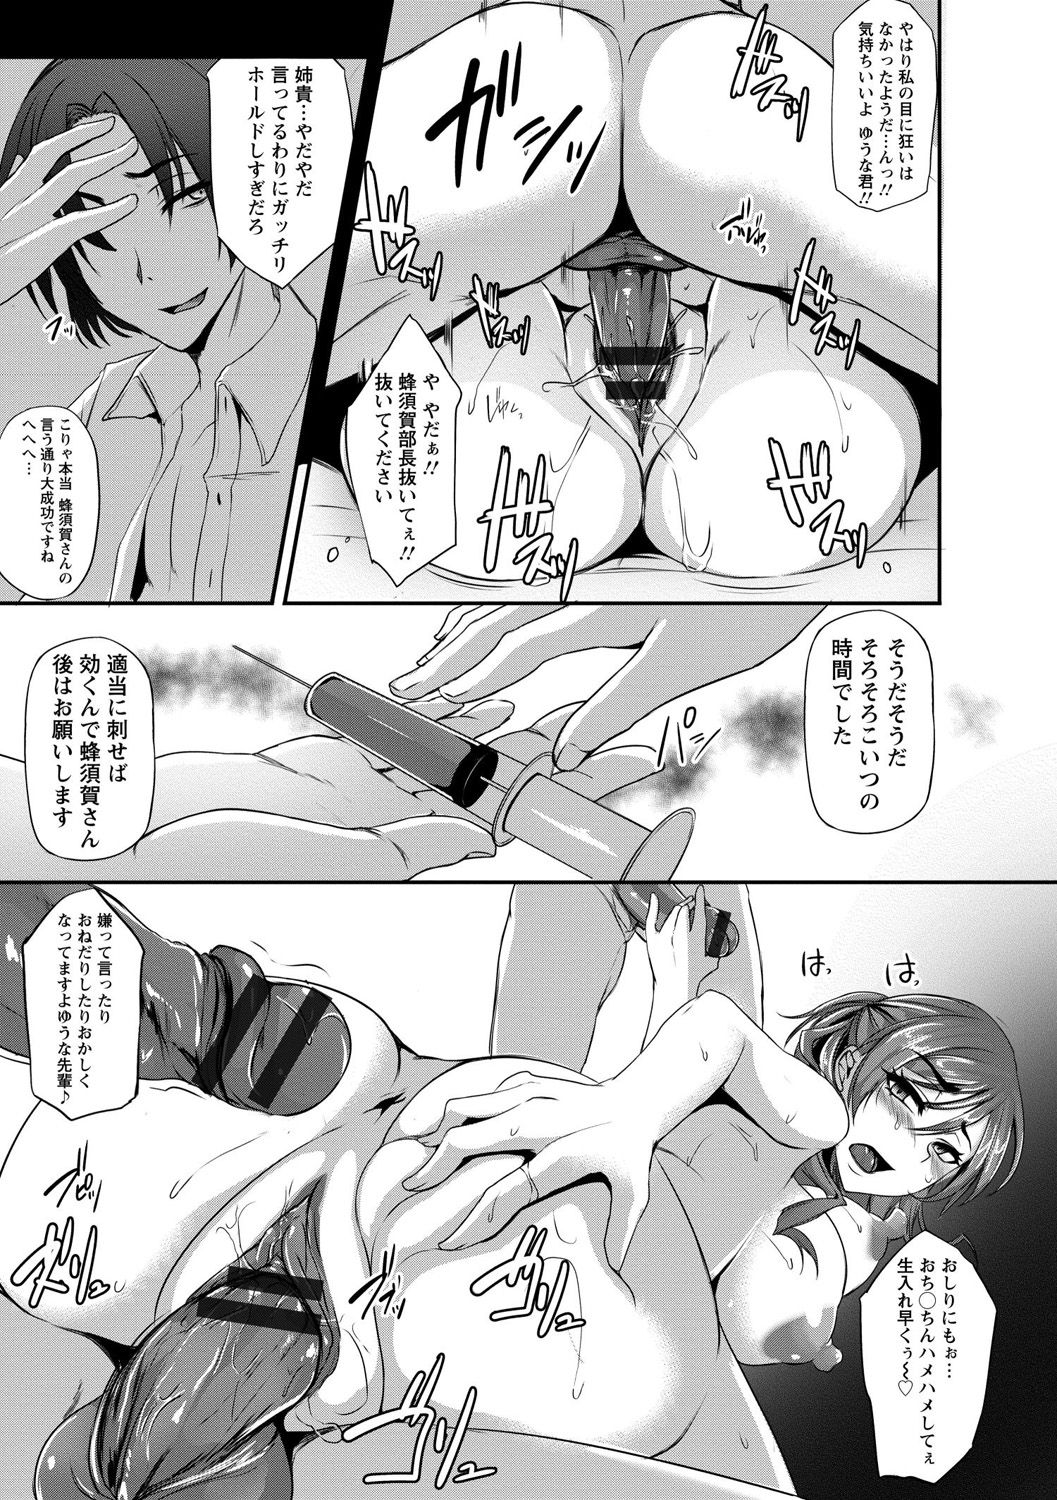 やはり私の目に狂いは
なかったようだ…んっ!!
気持ちいいよ ゆうな君!!
ガスッ
ガスッ
ガスッ
ガスッ
や やだぁ!!
蜂須賀部長抜いてぇ!!
抜いてください
姉貴…やだやだ
言ってるわりにガッチリ
ホールドしすぎだろ
こりゃ本当 蜂須賀さんの
言う通り大成功ですね
へへへ…
そうだそうだ
そろそろこいつの
時間でした
パシ
適当に刺せば
効くんで蜂須賀さん
後はお願いします
はっ
はっ
嫌って言ったり
おねだりしたりおかしく
なってますよゆうな先輩♪
おしりにもぉ…
おち◯ちんハメハメしてぇ
生入れ早くぅ〜♡